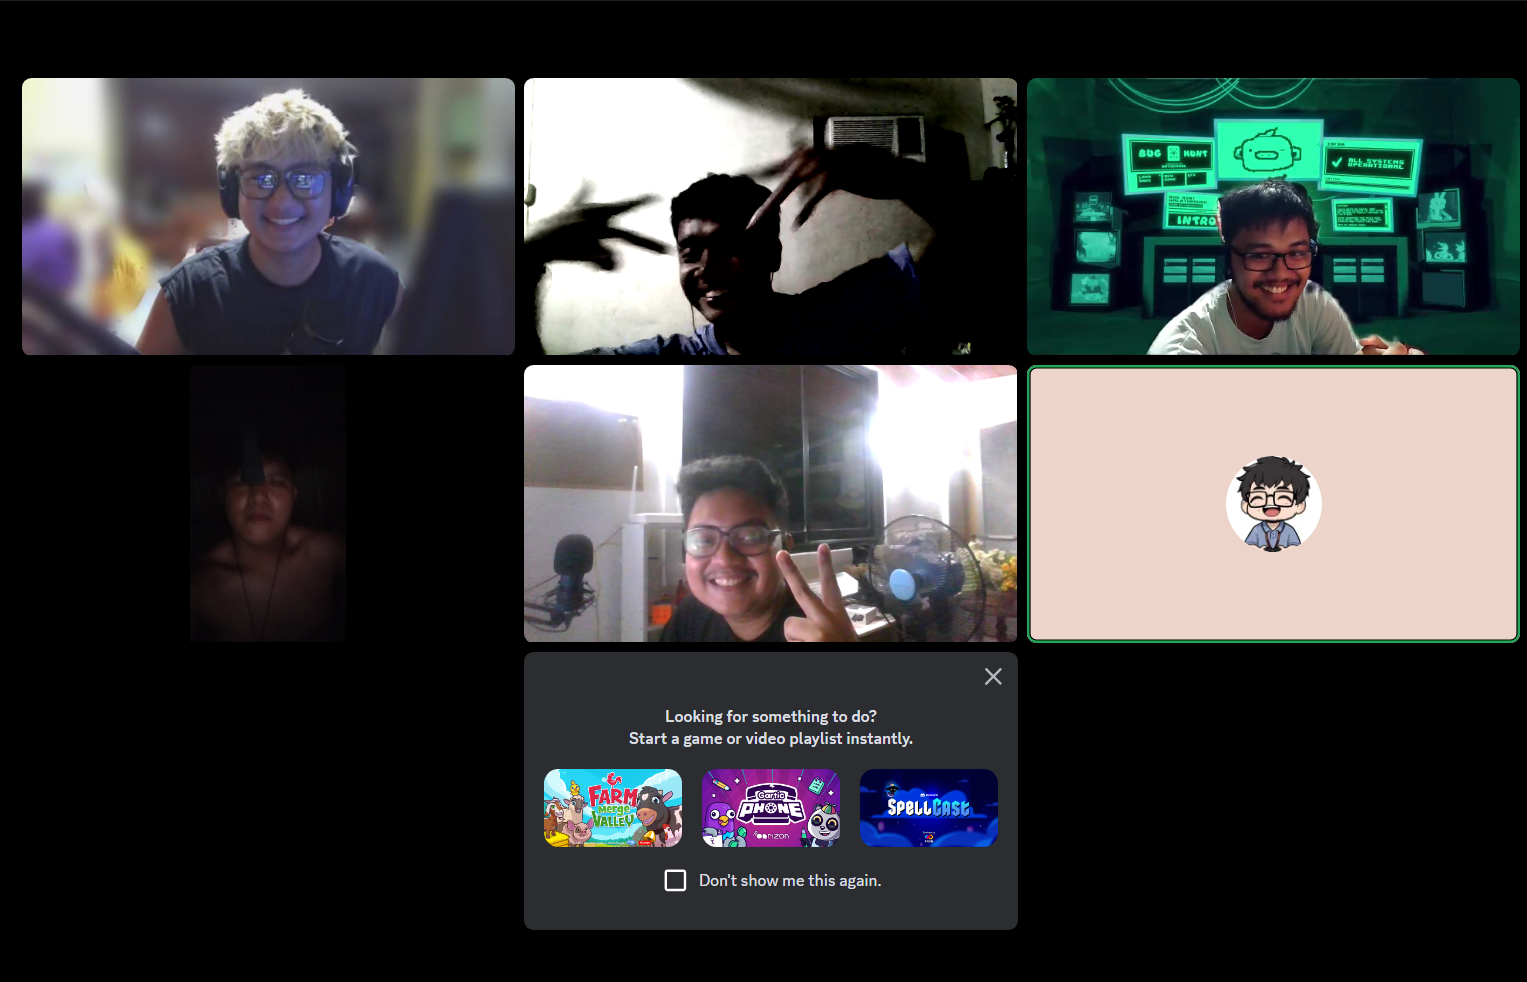 BUG HUNT
ALL SYSTEMS
OPERATIONAL
INTRO
Looking for something to do?
Start a game or video playlist instantly.
FARM
Merge
VALLEY
Gartic
PHONE
SPELLCAST
Don't show me this again.